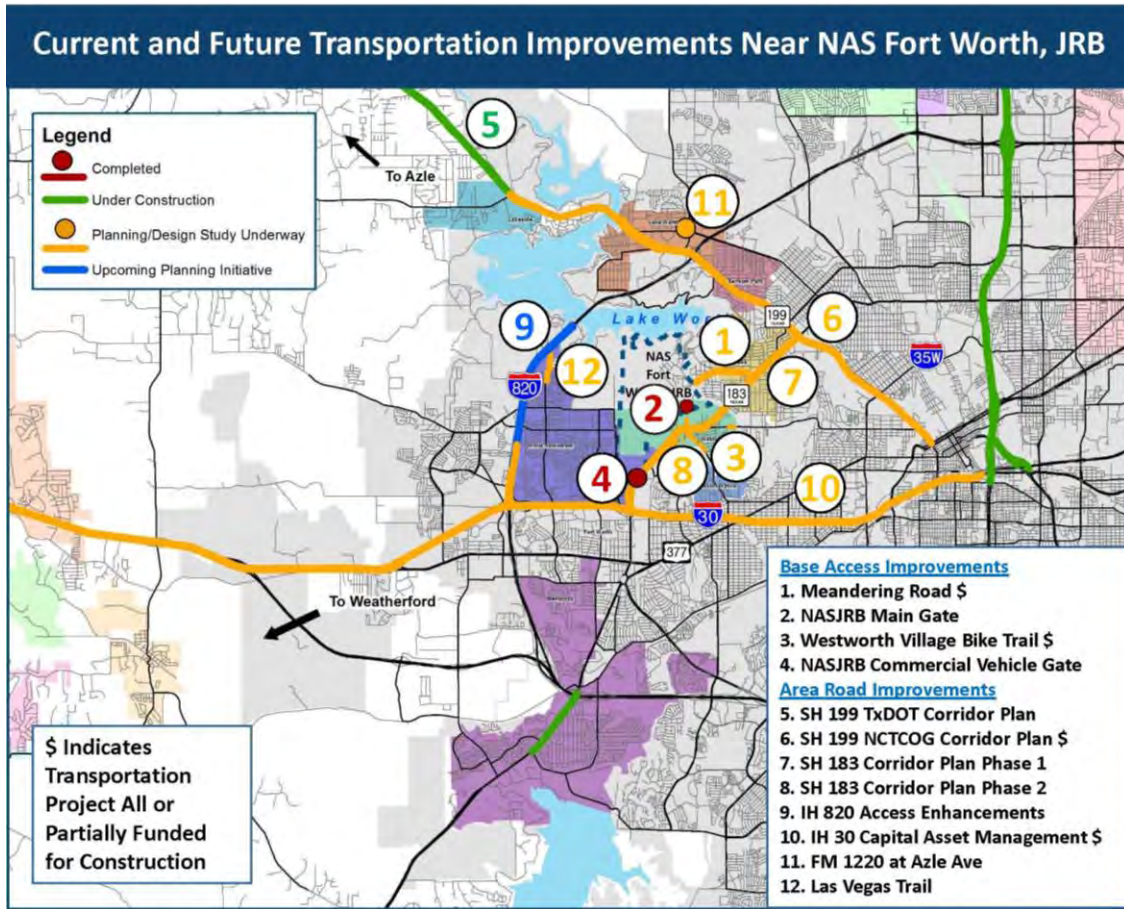 Current and Future Transportation Improvements Near NAS Fort Worth, JRB
Legend
Completed
Under Construction
Planning/Design Study Underway
Upcoming Planning Initiative
To Azle
5
11
Lake Wo
199
TEXAS
6
9
1
NAS
Fort
W JRB
35W
12
820
7
183
TEXAS
2
3
4
8
10
30
377
To Weatherford
$ Indicates
Transportation
Project All or
Partially Funded
for Construction
Base Access Improvements
1. Meandering Road $
2. NASJRB Main Gate
3. Westworth Village Bike Trail $
4. NASJRB Commercial Vehicle Gate
Area Road Improvements
5. SH 199 TxDOT Corridor Plan
6. SH 199 NCTCOG Corridor Plan $
7. SH 183 Corridor Plan Phase 1
8. SH 183 Corridor Plan Phase 2
9. IH 820 Access Enhancements
10. IH 30 Capital Asset Management $
11. FM 1220 at Azle Ave
12. Las Vegas Trail